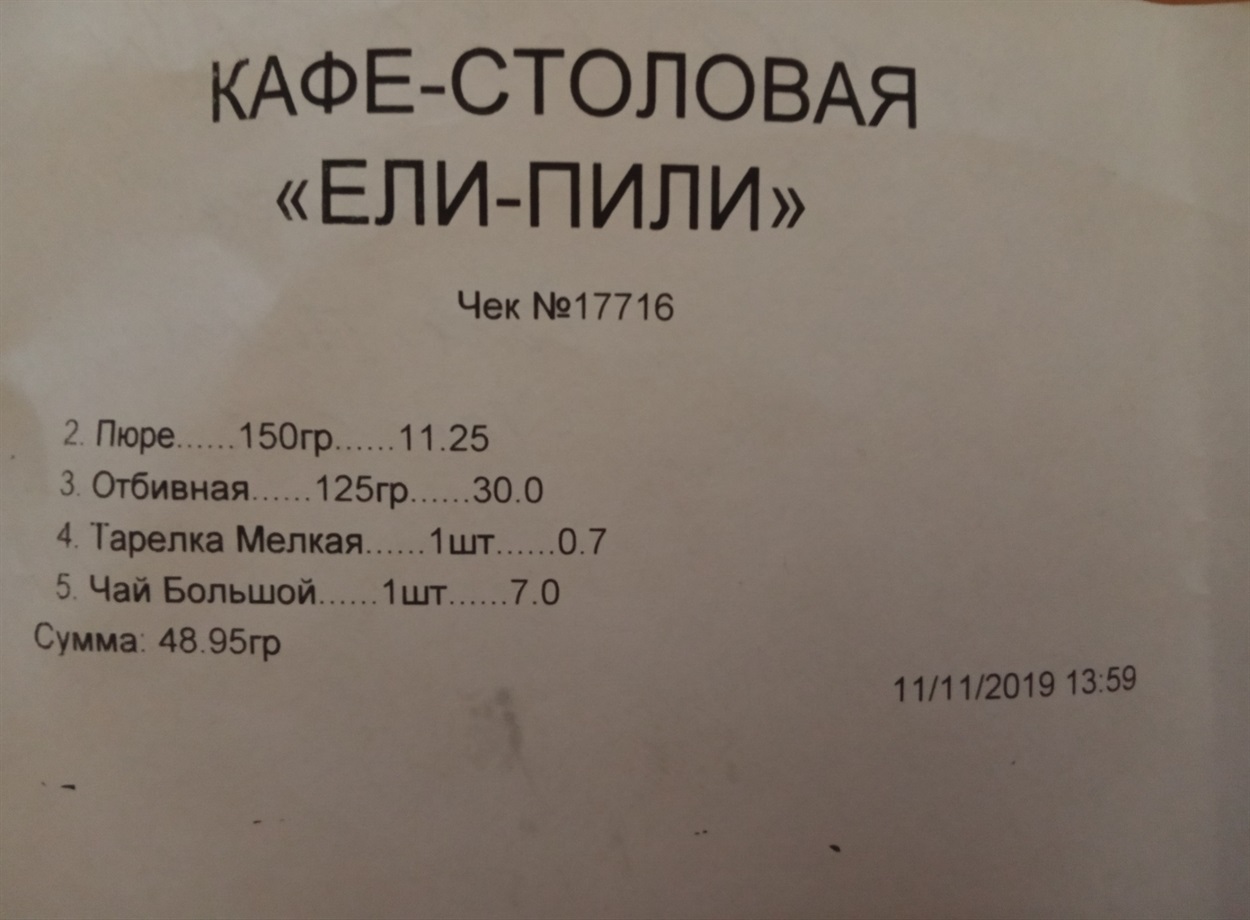 КАФЕ-СТОЛОВАЯ
«ЕЛИ-ПИЛИ»
Чек №17716
2. Пюре......150гр......11.25
3. Отбивная......125гр......30.0
4. Тарелка Мелкая......1шт......0.7
5. Чай Большой......1шт......7.0
Сумма: 48.95гр
11/11/2019 13:59